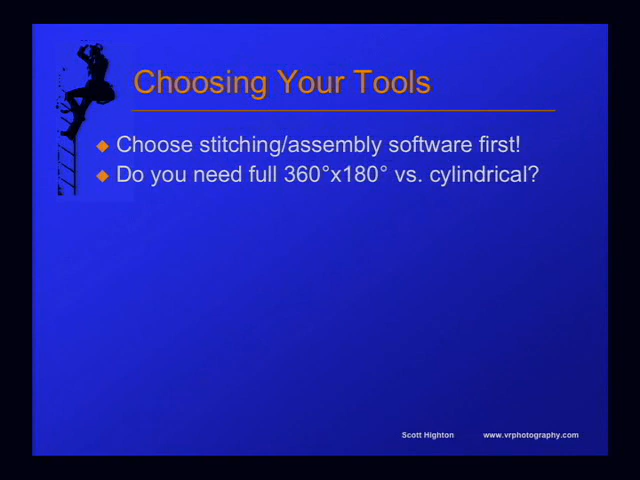 Choosing Your Tools
Choose stitching/assembly software first!
Do you need full 360°x180° vs. cylindrical?
Scott Highton www.vrphotography.com